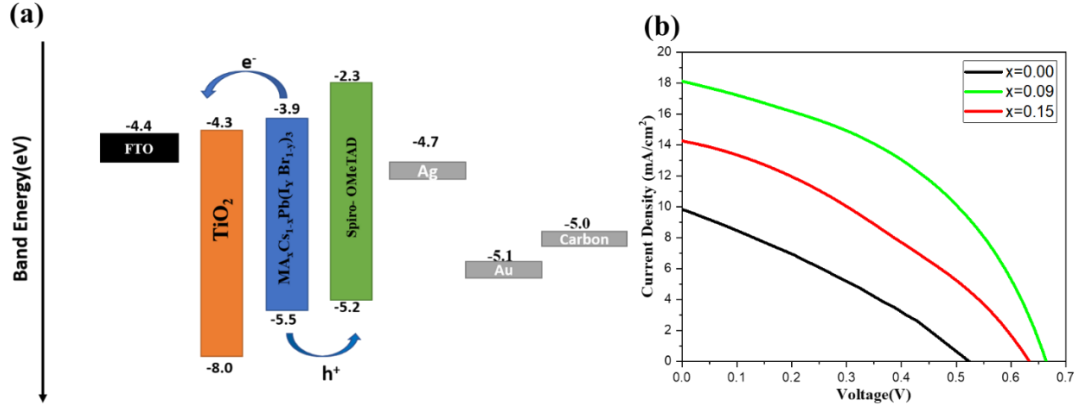 (a)
Band Energy(eV)
e-
-4.4
FTO
-4.3
TiO2
-8.0
-3.9
MAxCs1-xPb(IY Br1-y)3
-5.5
-2.3
Spiro- OMeTAD
-5.2
h+
-4.7
Ag
-5.1
Au
-5.0
Carbon
(b)
Current Density (mA/cm2)
20
18
16
14
12
10
8
6
4
2
0
x=0.00
x=0.09
x=0.15
0.0 0.1 0.2 0.3 0.4 0.5 0.6 0.7
Voltage(V)